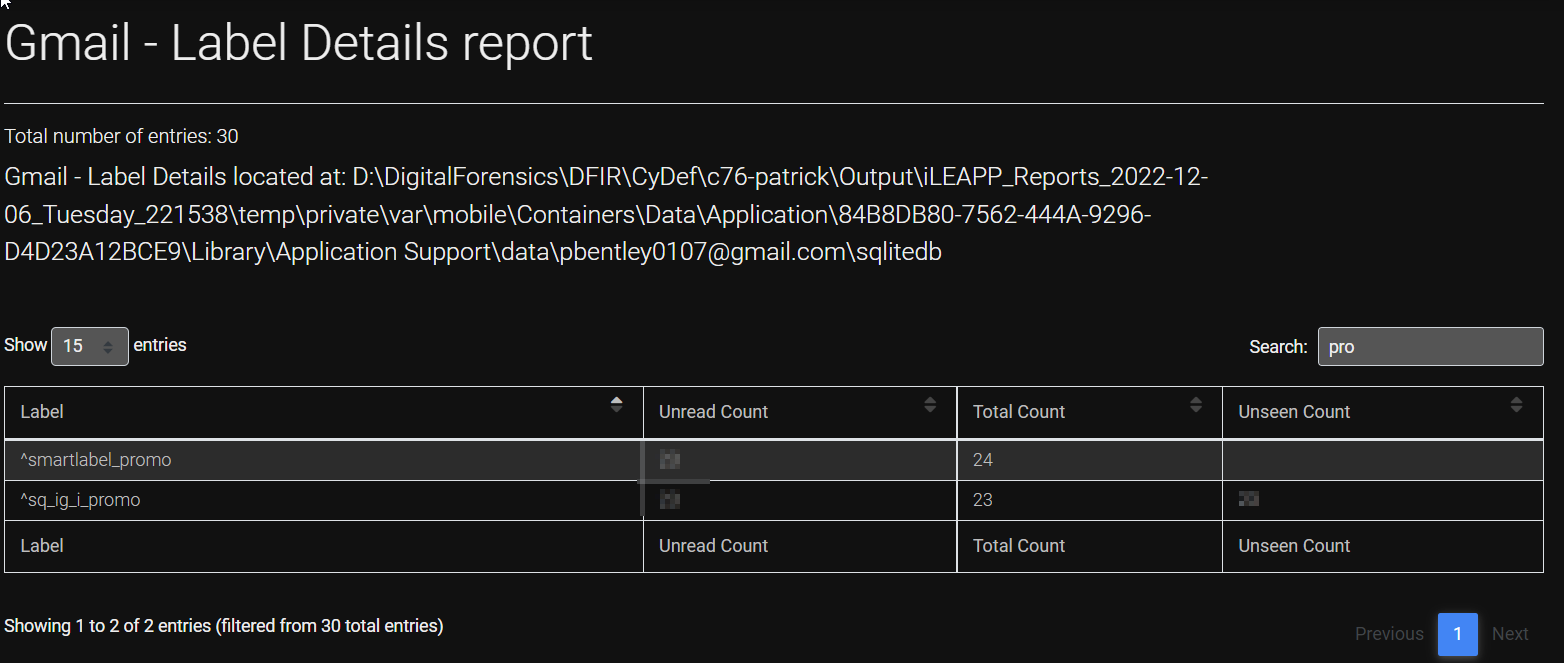 Gmail - Label Details report
Total number of entries: 30
Gmail - Label Details located at: D:\DigitalForensics\DFIR\CyDef\c76-patrick\Output\iLEAPP_Reports_2022-12-
06_Tuesday_221538\temp\private\var\mobile\Containers\Data\Application\84B8DB80-7562-444A-9296-
D4D23A12BCE9\Library\Application Support\data\pbentley0107@gmail.com\sqlitedb
Show 15 entries Search: pro
Label Unread Count Total Count Unseen Count
^smartlabel_promo 24
^sq_ig_i_promo 23
Label Unread Count Total Count Unseen Count
Showing 1 to 2 of 2 entries (filtered from 30 total entries)
Previous 1 Next